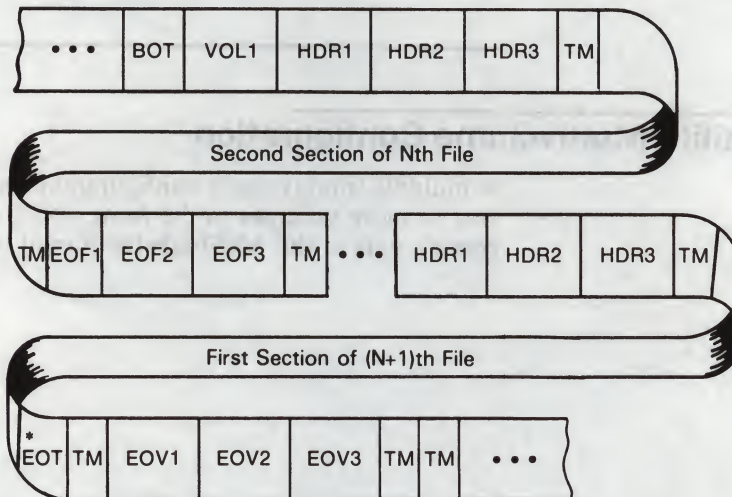 • • • BOT VOL1 HDR1 HDR2 HDR3 TM
Second Section of Nth File
TM EOF1 EOF2 EOF3 TM • • • HDR1 HDR2 HDR3 TM
First Section of (N+1)th File
*
EOT TM EOV1 EOV2 EOV3 TM TM • • •